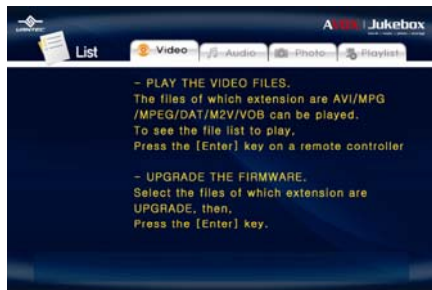 VANTEC
List
Video
Audio
Photo
Playlist
Jukebox
- PLAY THE VIDEO FILES.
The files of which extension are AVI/MPG
/MPEG/DAT/M2V/VOB can be played.
To see the file list to play,
Press the [Enter] key on a remote controller
- UPGRADE THE FIRMWARE.
Select the files of which extension are
UPGRADE, then,
Press the [Enter] key.